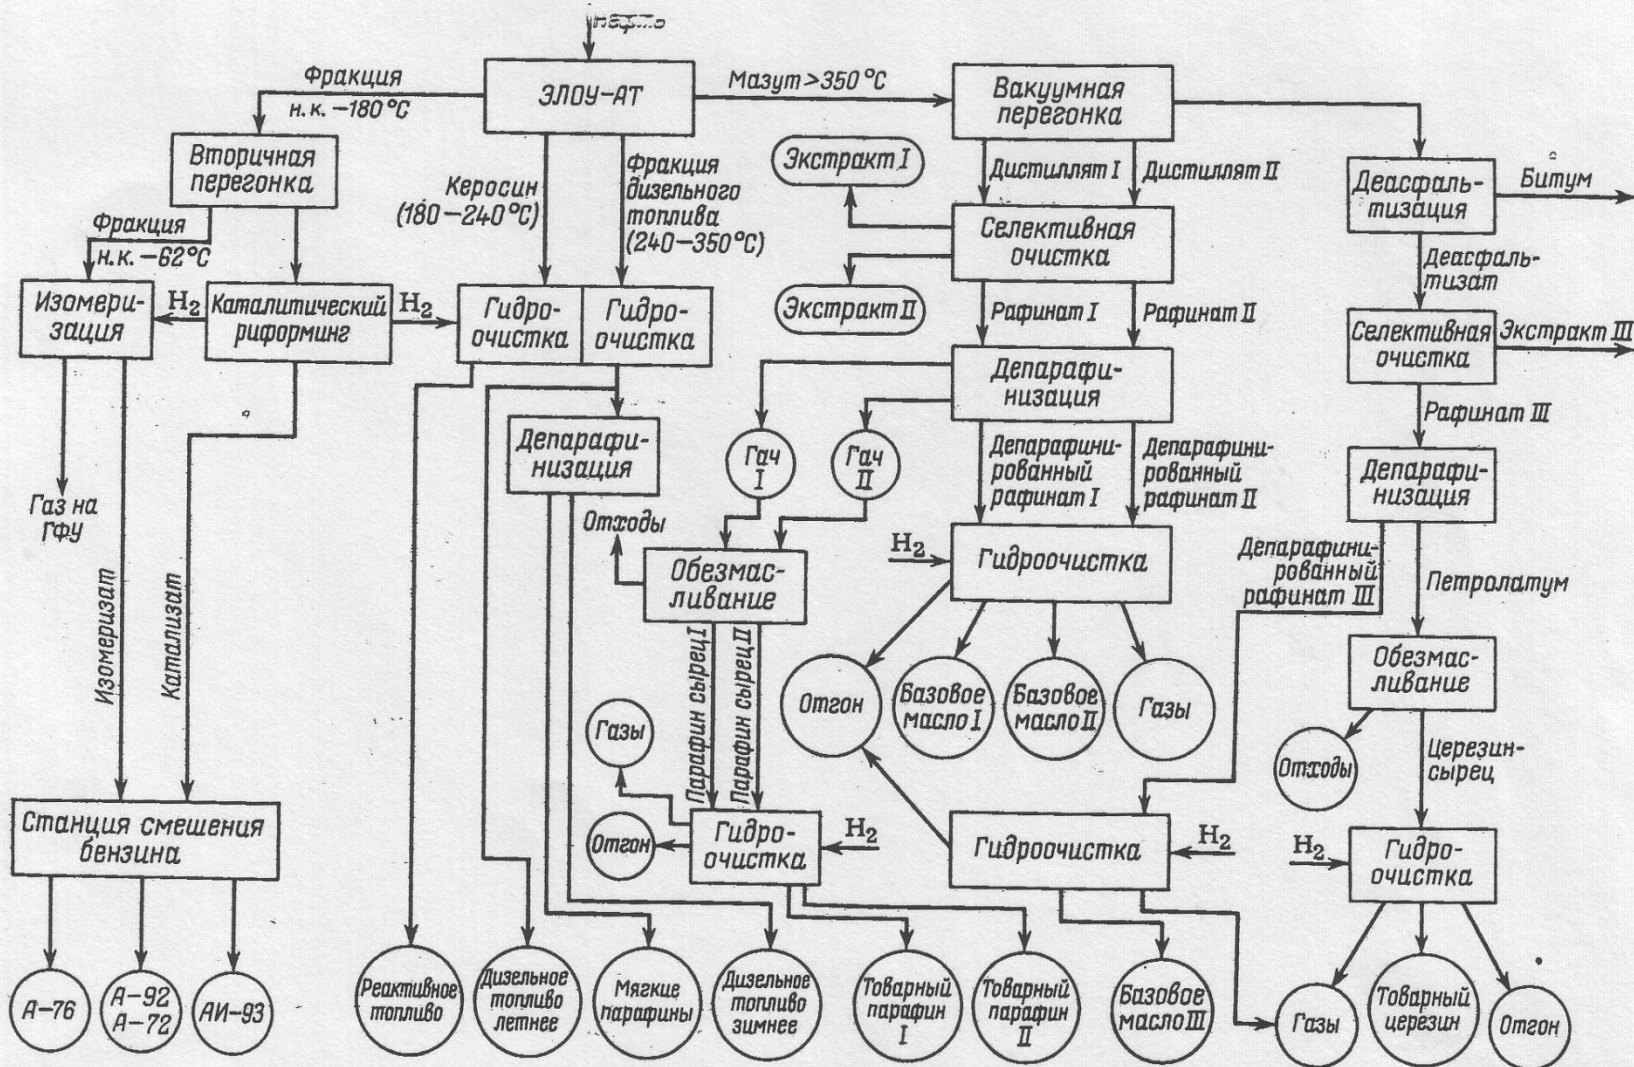 нефть
ЭЛОУ-АТ
Фракция
н.к. -180°С
Мазут >350°С
Вакуумная
перегонка
Вторичная
перегонка
Керосин
(180-240°С)
Фракция
дизельного
топлива
(240-350°С)
Экстракт I
Дистиллят I
Дистиллят II
Деасфаль-
тизация
Битум
Фракция
н.к. -62°С
Селективная
очистка
Деасфаль-
тизат
Изомери-
зация
H₂
Каталитический
риформинг
H₂
Гидро-
очистка
Гидро-
очистка
Экстракт II
Рафинат I
Рафинат II
Селективная
очистка
Экстракт III
Депарафи-
низация
Рафинат III
Депарафи-
низация
Гач
I
Гач
II
Депарафини-
рованный
рафинат I
Депарафини-
рованный
рафинат II
Депарафи-
низация
Газ на
ГФУ
Отходы
Обезмас-
ливание
H₂
Гидроочистка
Депарафини-
рованный
рафинат III
Петролатум
Изомеризат
Катализат
Парафин сырец I
Парафин сырец II
Отгон
Базовое
масло I
Базовое
масло II
Газы
Обезмас-
ливание
Газы
Отходы
Церезин-
сырец
Станция смешения
бензина
Отгон
Гидро-
очистка
H₂
Гидроочистка
H₂
H₂
Гидро-
очистка
А-76
А-92
А-72
АИ-93
Реактивное
топливо
Дизельное
топливо
летнее
Мягкие
парафины
Дизельное
топливо
зимнее
Товарный
парафин
I
Товарный
парафин
II
Базовое
масло III
Газы
Товарный
церезин
Отгон